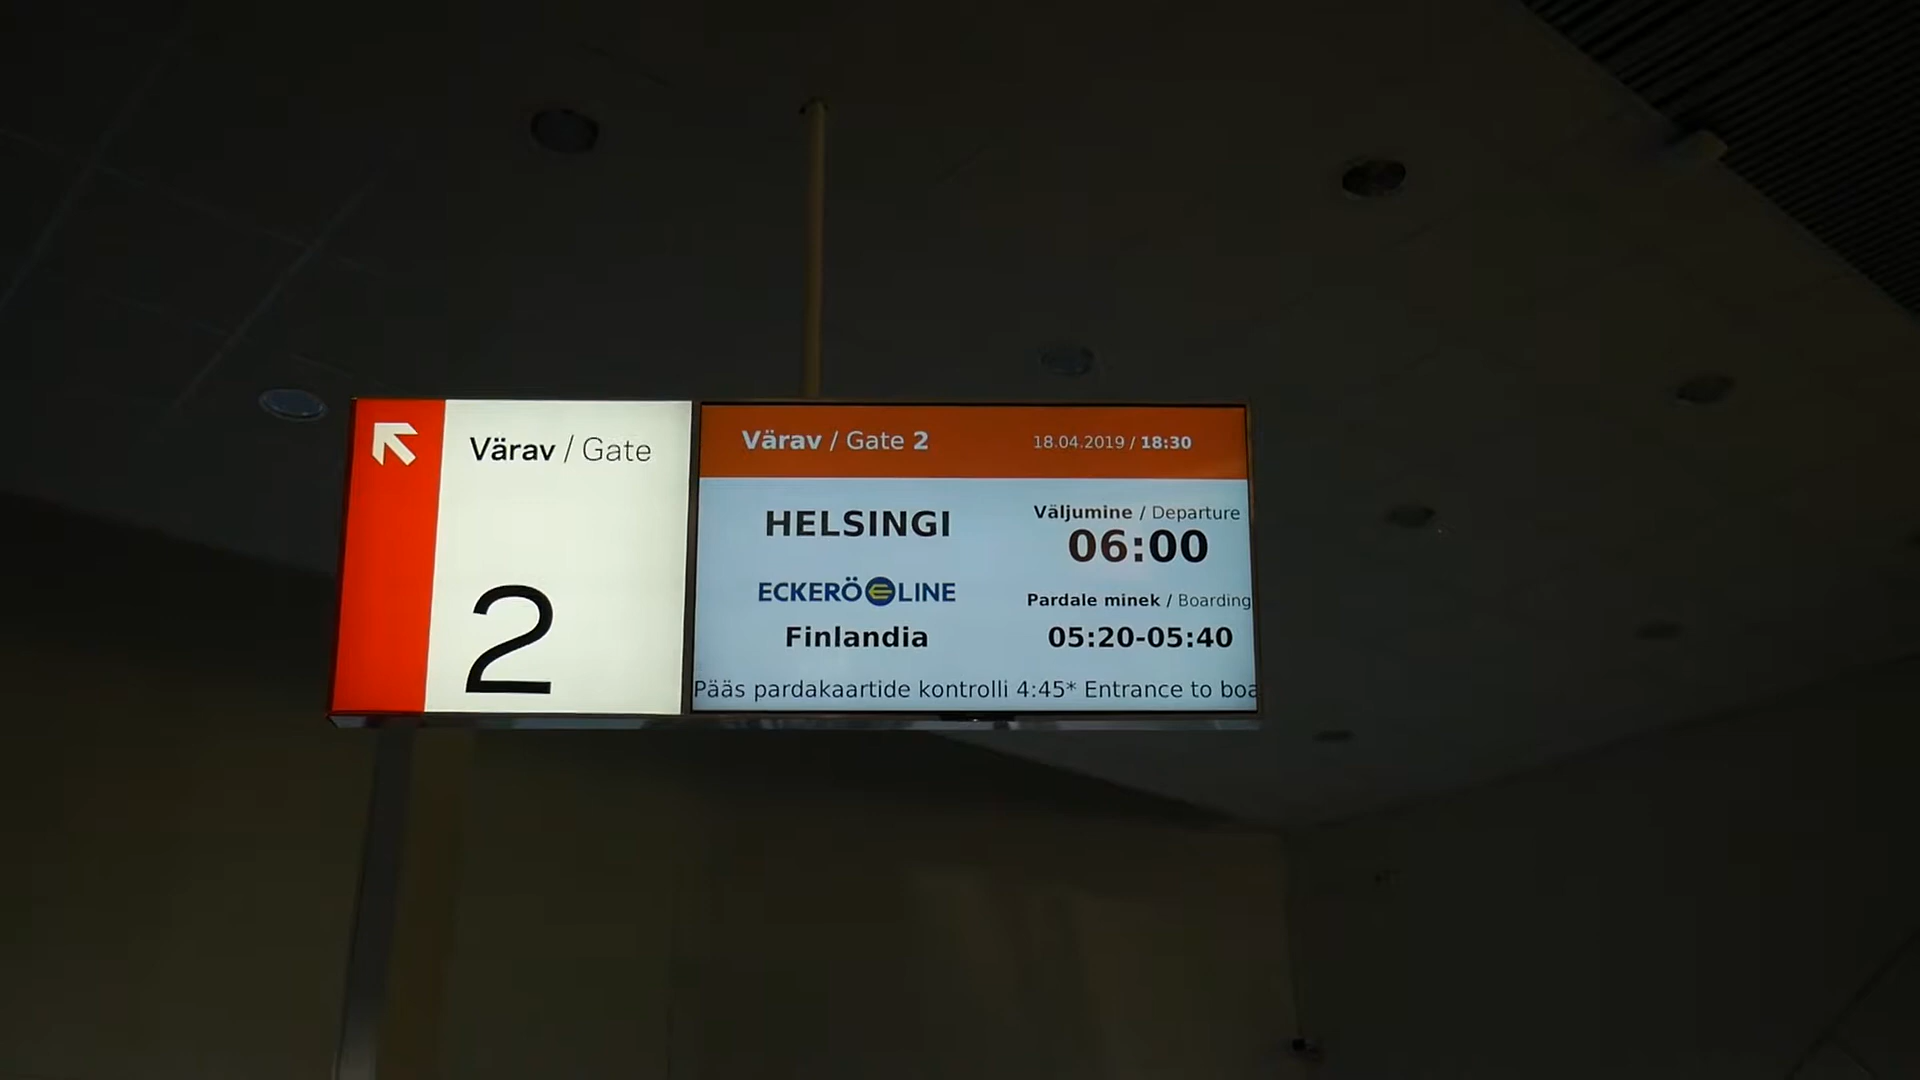 Värav / Gate
2
Värav / Gate 2
18.04.2019 / 18:30
HELSINGI
ECKERÖ LINE
Finlandia
Väljumine / Departure
06:00
Pardale minek / Boarding
05:20-05:40
Pääs pardakaartide kontrolli 4:45* Entrance to boa